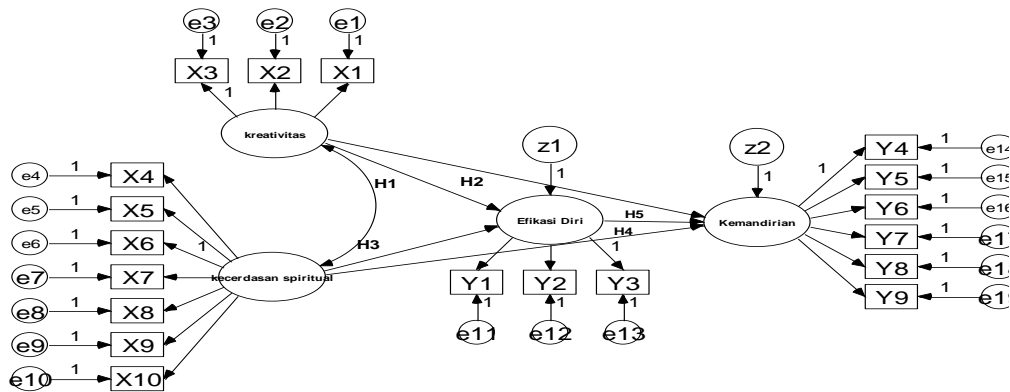 e3 e2 e1
1 1 1
X3 X2 X1
1
kreativitas
z1 z2
1 1
H1 H2 H3 H4 H5
Efikasi Diri
Kemandirian
kecerdasan spiritual
e4 1 X4
e5 1 X5
e6 1 X6
1
e7 1 X7
e8 1 X8
e9 1 X9
e10 1 X10
1
Y1 Y2 Y3
1 1 1
e11 e12 e13
1
Y4 1 e14
Y5 1 e15
Y6 1 e16
Y7 1 e17
Y8 1 e18
Y9 1 e19